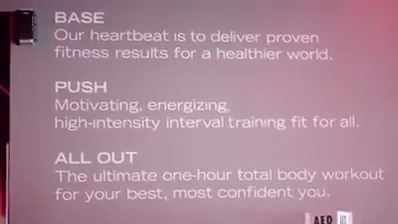 BASE
Our heartbeat is to deliver proven
fitness results for a healthier world.
PUSH
Motivating, energizing,
high-intensity interval training fit for all.
ALL OUT
The ultimate one-hour total body workout
for your best, most confident you.
AED